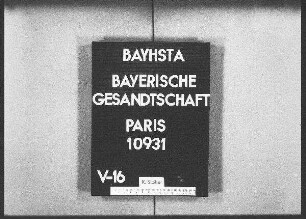 BAYHSTA
BAYERISCHE
GESANDTSCHAFT
PARIS
10931
V-16